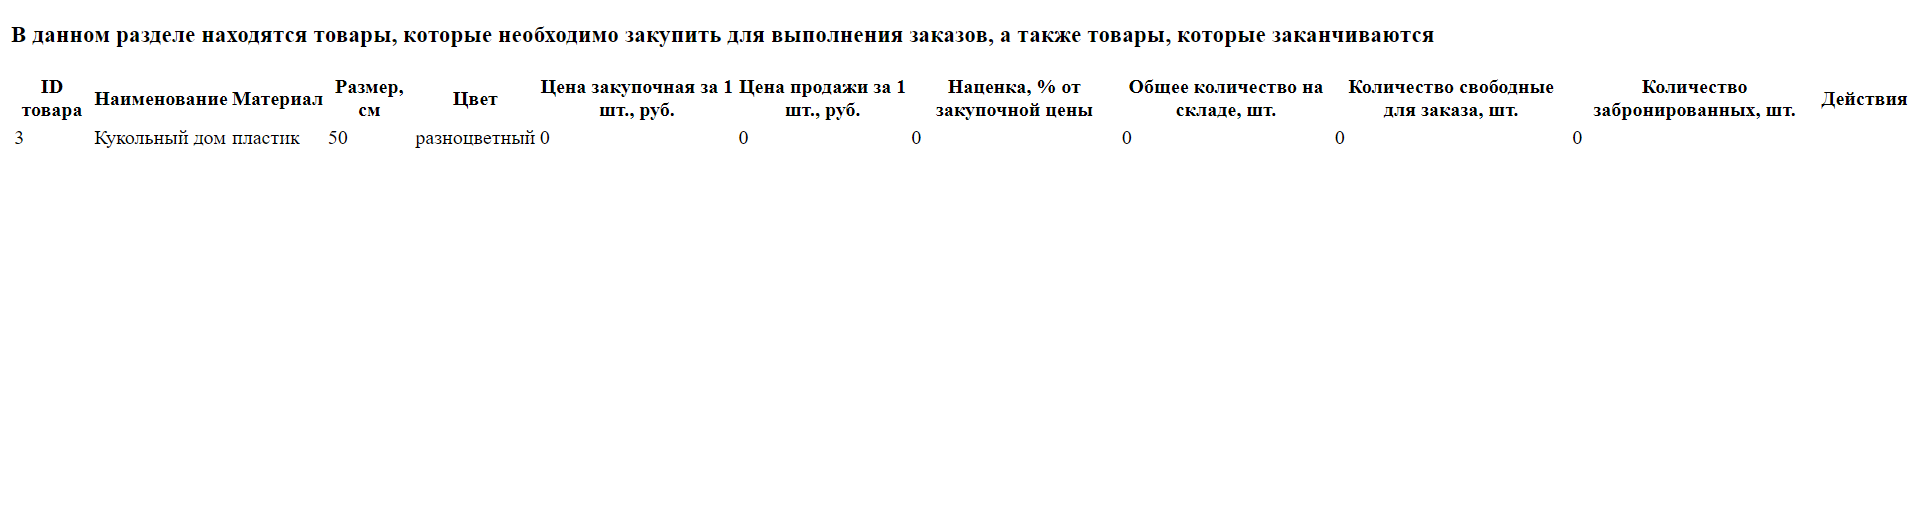 В данном разделе находятся товары, которые необходимо закупить для выполнения заказов, а также товары, которые заканчиваются
ID товара Наименование Материал Размер, см Цвет Цена закупочная за 1 шт., руб. Цена продажи за 1 шт., руб. Наценка, % от закупочной цены Общее количество на складе, шт. Количество свободные для заказа, шт. Количество забронированных, шт. Действия
3 Кукольный дом пластик 50 разноцветный 0 0 0 0 0 0